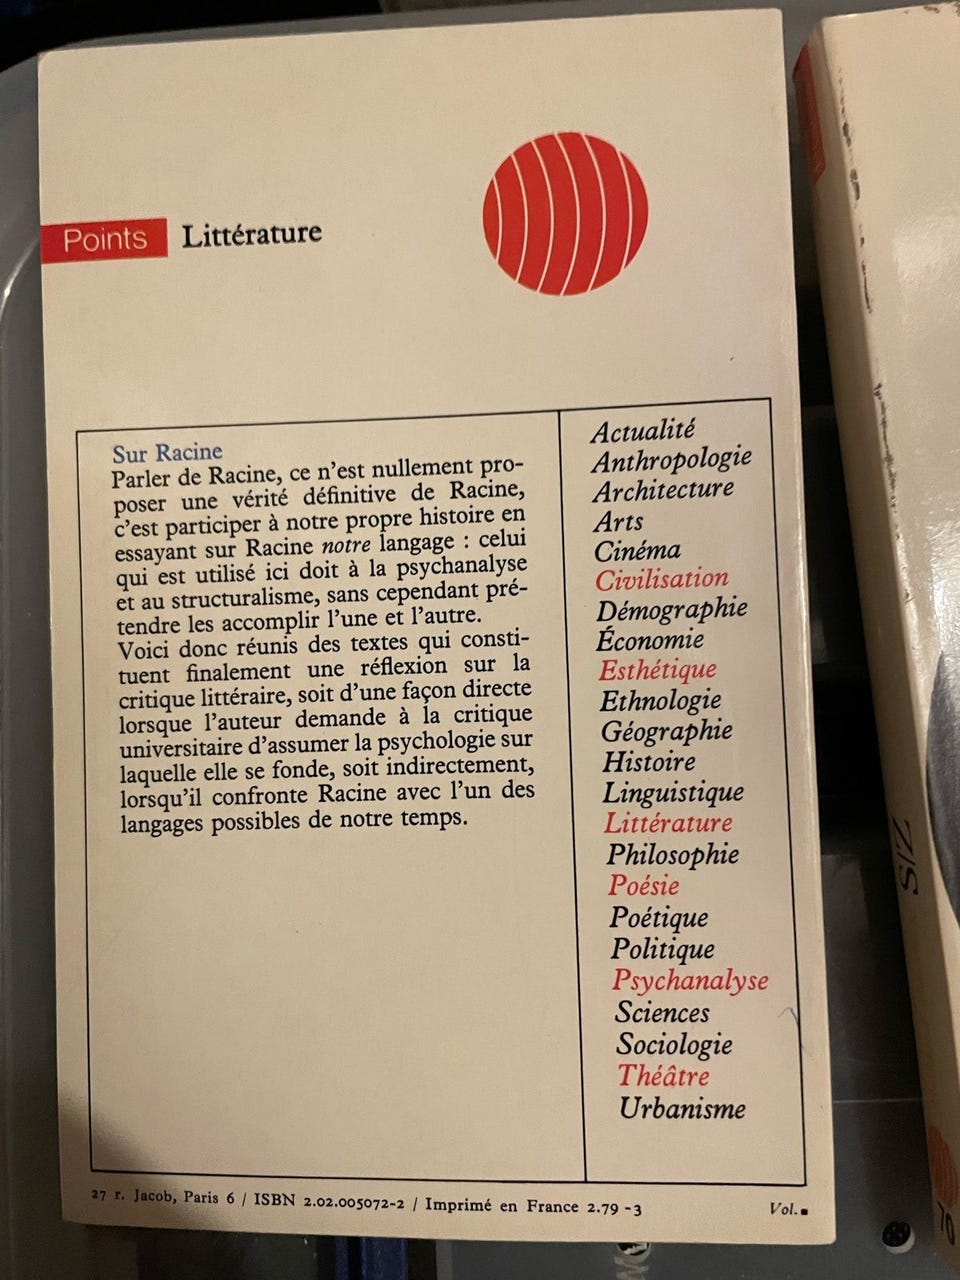 Points Littérature
Sur Racine
Parler de Racine, ce n'est nullement pro-
poser une vérité définitive de Racine,
c'est participer à notre propre histoire en
essayant sur Racine notre langage : celui
qui est utilisé ici doit à la psychanalyse
et au structuralisme, sans cependant pré-
tendre les accomplir l'une et l'autre.
Voici donc réunis des textes qui consti-
tuent finalement une réflexion sur la
critique littéraire, soit d'une façon directe
lorsque l'auteur demande à la critique
universitaire d'assumer la psychologie sur
laquelle elle se fonde, soit indirectement,
lorsqu'il confronte Racine avec l'un des
langages possibles de notre temps.
Actualité
Anthropologie
Architecture
Arts
Cinéma
Civilisation
Démographie
Économie
Esthétique
Ethnologie
Géographie
Histoire
Linguistique
Littérature
Philosophie
Poésie
Poétique
Politique
Psychanalyse
Sciences
Sociologie
Théâtre
Urbanisme
27 r. Jacob, Paris 6 / ISBN 2.02.005072-2 / Imprimé en France 2.79 -3
Vol.
S/Z
70